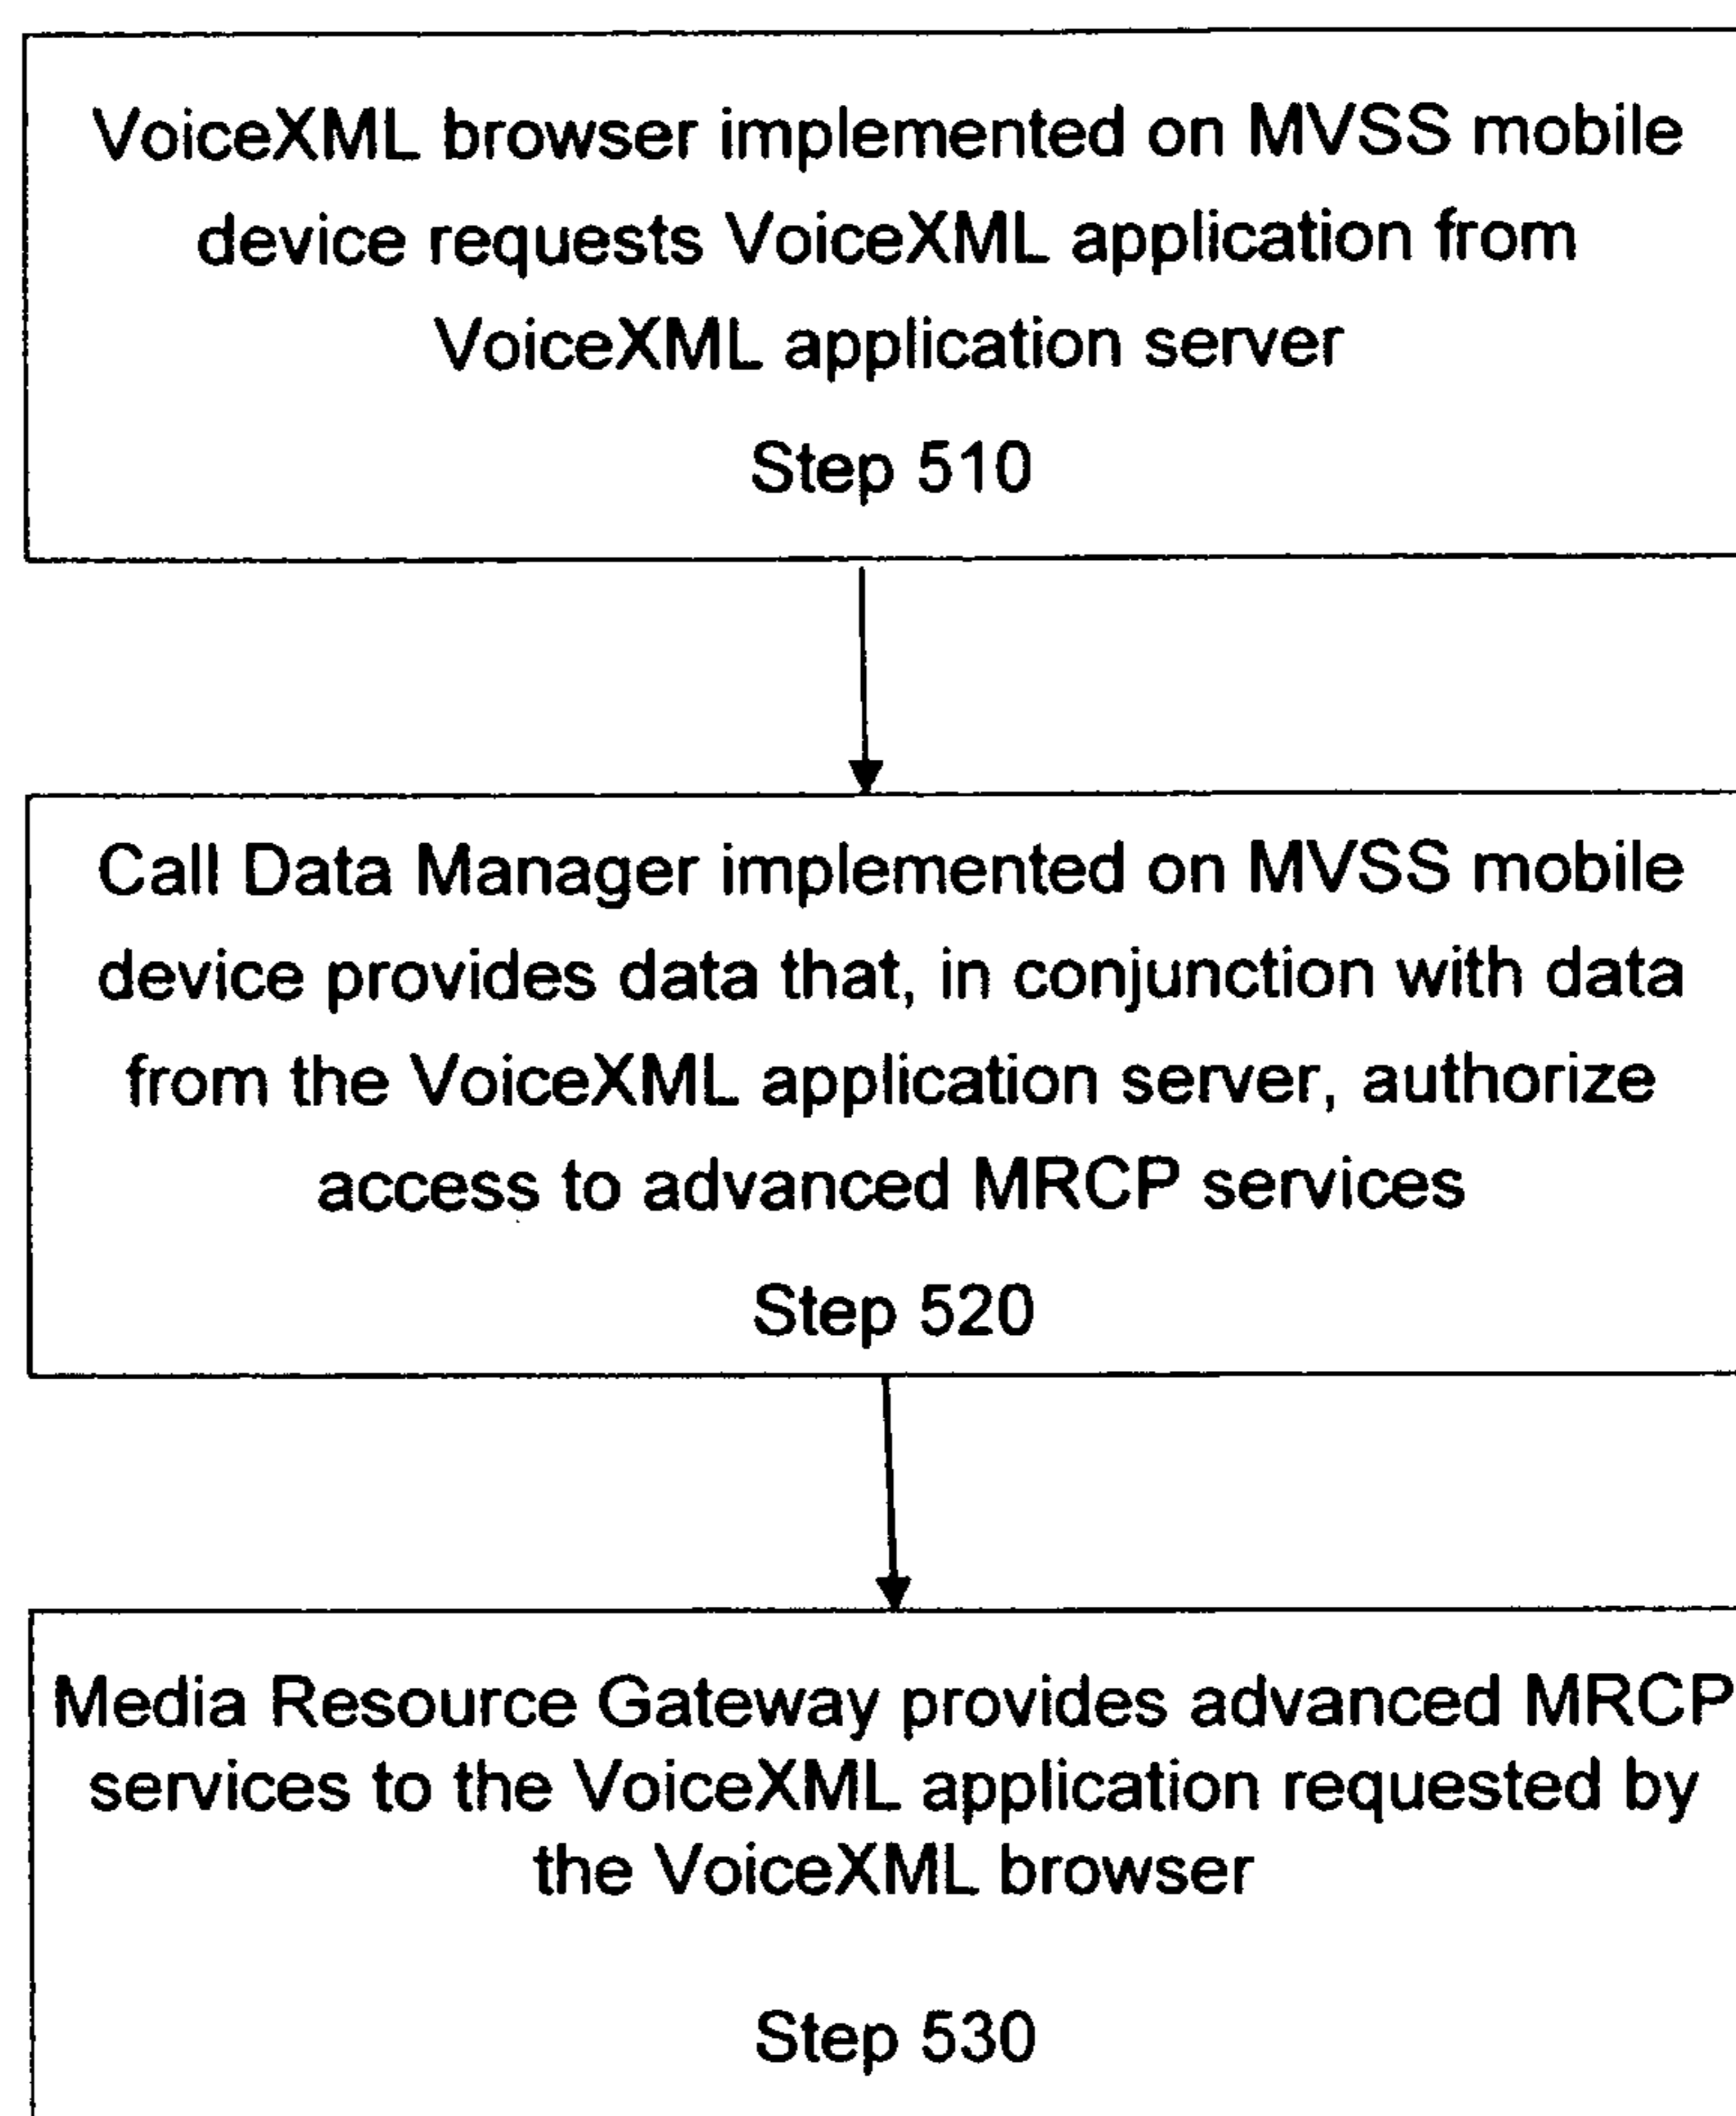 VoiceXML browser implemented on MVSS mobile
device requests VoiceXML application from
VoiceXML application server
Step 510
Call Data Manager implemented on MVSS mobile
device provides data that, in conjunction with data
from the VoiceXML application server, authorize
access to advanced MRCP services
Step 520
Media Resource Gateway provides advanced MRCP
services to the VoiceXML application requested by
the VoiceXML browser
Step 530